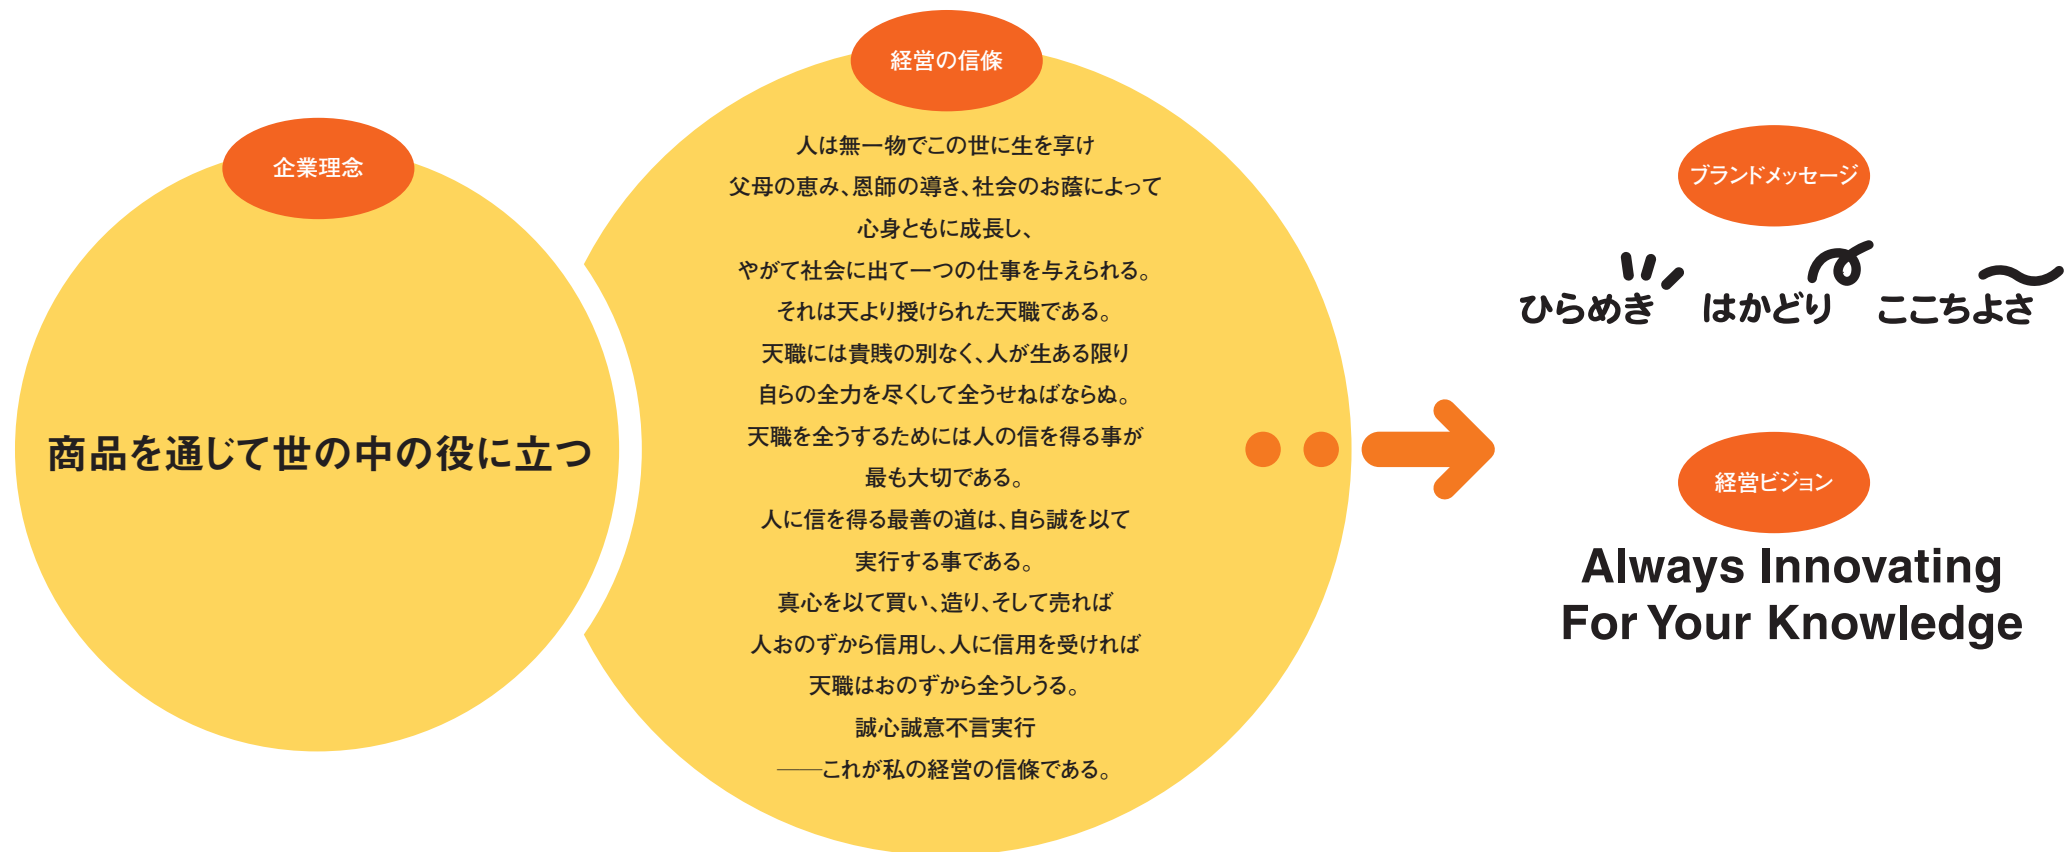 企業理念
商品を通じて世の中の役に立つ
経営の信條
人は無一物でこの世に生を享け
父母の恵み、恩師の導き、社会のお蔭によって
心身ともに成長し、
やがて社会に出て一つの仕事を与えられる。
それは天より授けられた天職である。
天職には貴賎の別なく、人が生ある限り
自らの全力を尽くして全うせねばならぬ。
天職を全うするためには人の信を得る事が
最も大切である。
人に信を得る最善の道は、自ら誠を以て
実行する事である。
真心を以て買い、造り、そして売れば
人おのずから信用し、人に信用を受ければ
天職はおのずから全うしうる。
誠心誠意不言実行
――これが私の経営の信條である。
ブランドメッセージ
ひらめき はかどり ここちよさ
経営ビジョン
Always Innovating
For Your Knowledge